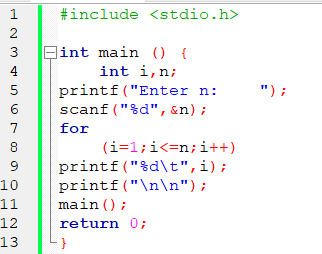 1 #include <stdio.h>
2
3 int main () {
4     int i,n;
5 printf("Enter n:    ");
6 scanf("%d",&n);
7 for
8     (i=1;i<=n;i++)
9 printf("%d\t",i);
10 printf("\n\n");
11 main();
12 return 0;
13 }